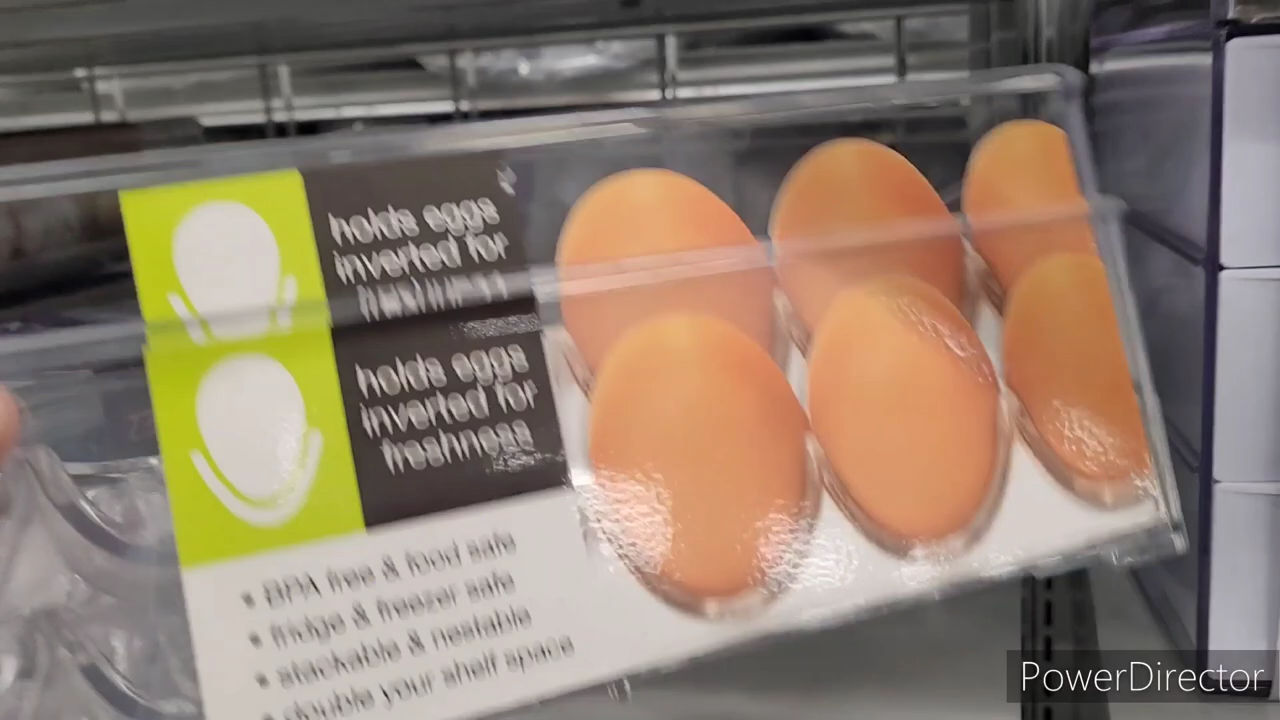 holds eggs
inverted for
freshness
holds eggs
inverted for
freshness
• BPA free & food safe
• fridge & freezer safe
• stackable & nestable
• double your shelf space
PowerDirector